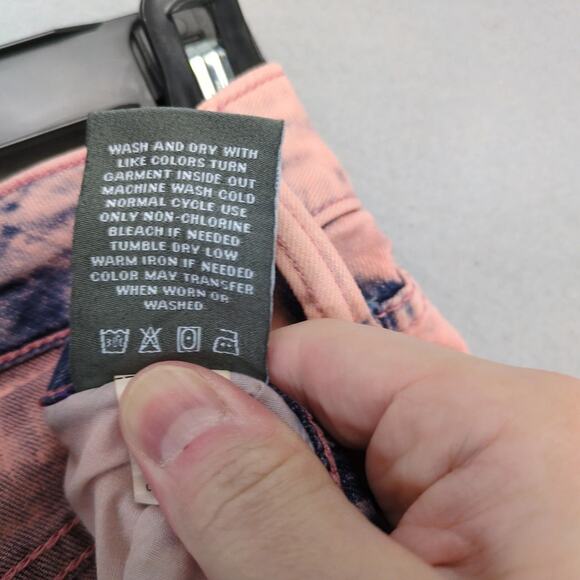 WASH AND DRY WITH
LIKE COLORS TURN
GARMENT INSIDE OUT
MACHINE WASH COLD
NORMAL CYCLE USE
ONLY NON-CHLORINE
BLEACH IF NEEDED
TUMBLE DRY LOW
WARM IRON IF NEEDED
COLOR MAY TRANSFER
WHEN WORN OR
WASHED